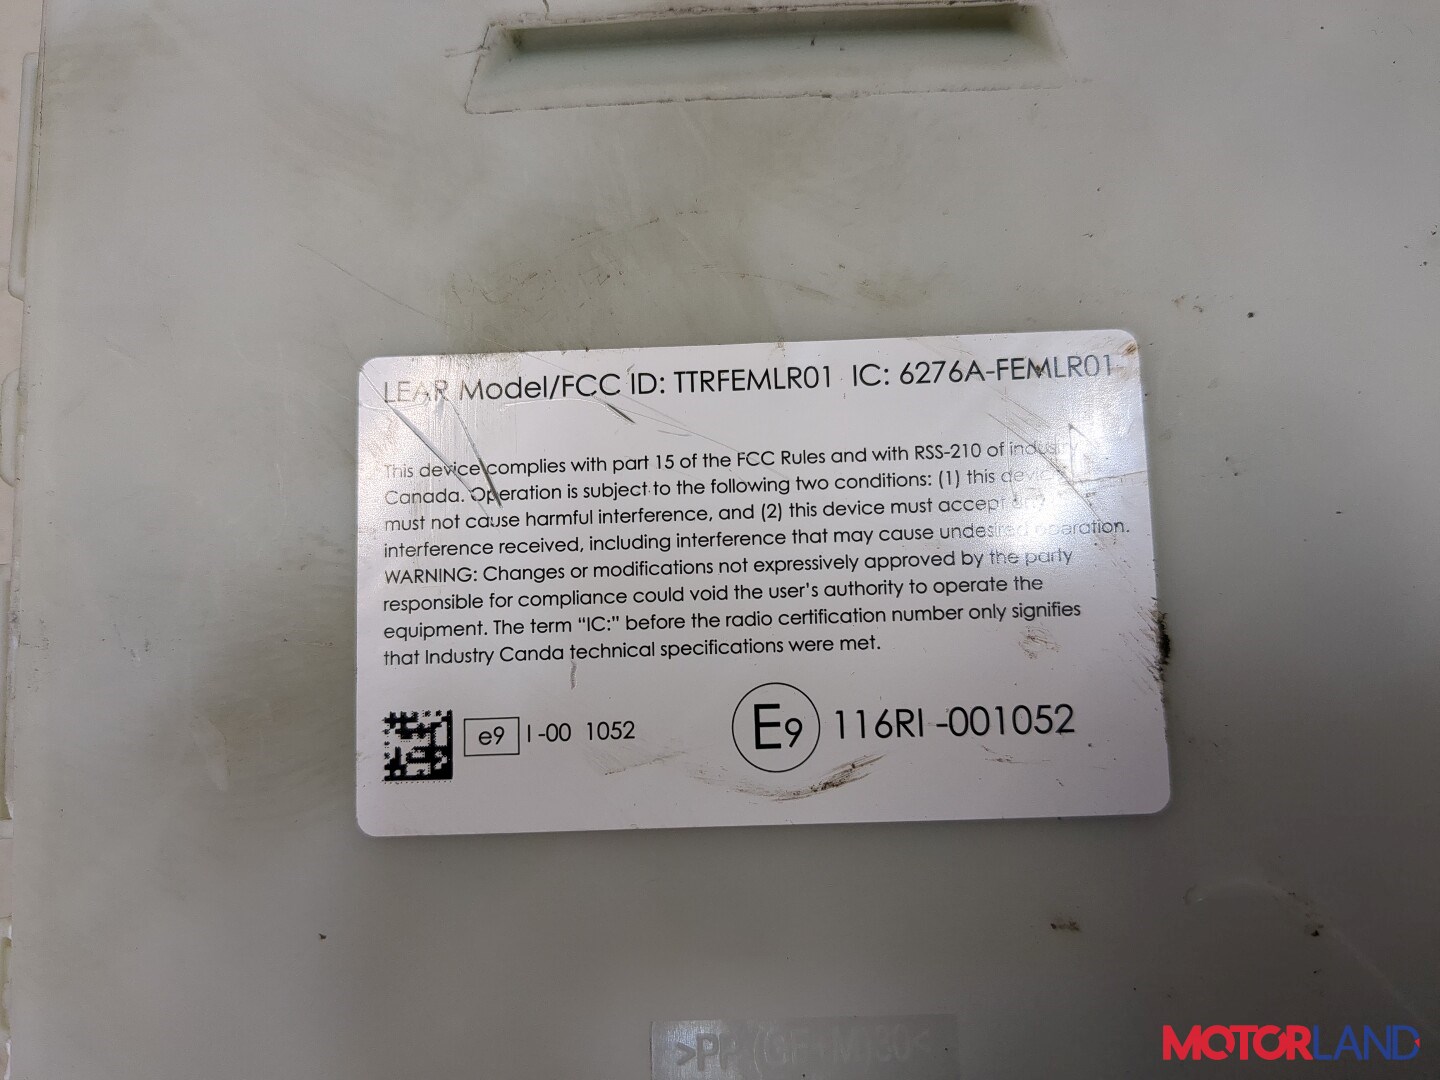 LEAR Model/FCC ID: TTRFEMLR01 IC: 6276A-FEMLR01
This device complies with part 15 of the FCC Rules and with RSS-210 of
Canada. Operation is subject to the following two conditions: (1) this device
must not cause harmful interference, and (2) this device must accept any
interference received, including interference that may cause undesired operation.
WARNING: Changes or modifications not expressively approved by the party
responsible for compliance could void the user's authority to operate the
equipment. The term "IC:" before the radio certification number only signifies
that Industry Canda technical specifications were met.
e9 I-00 1052
E9 116RI-001052
MOTORLAND